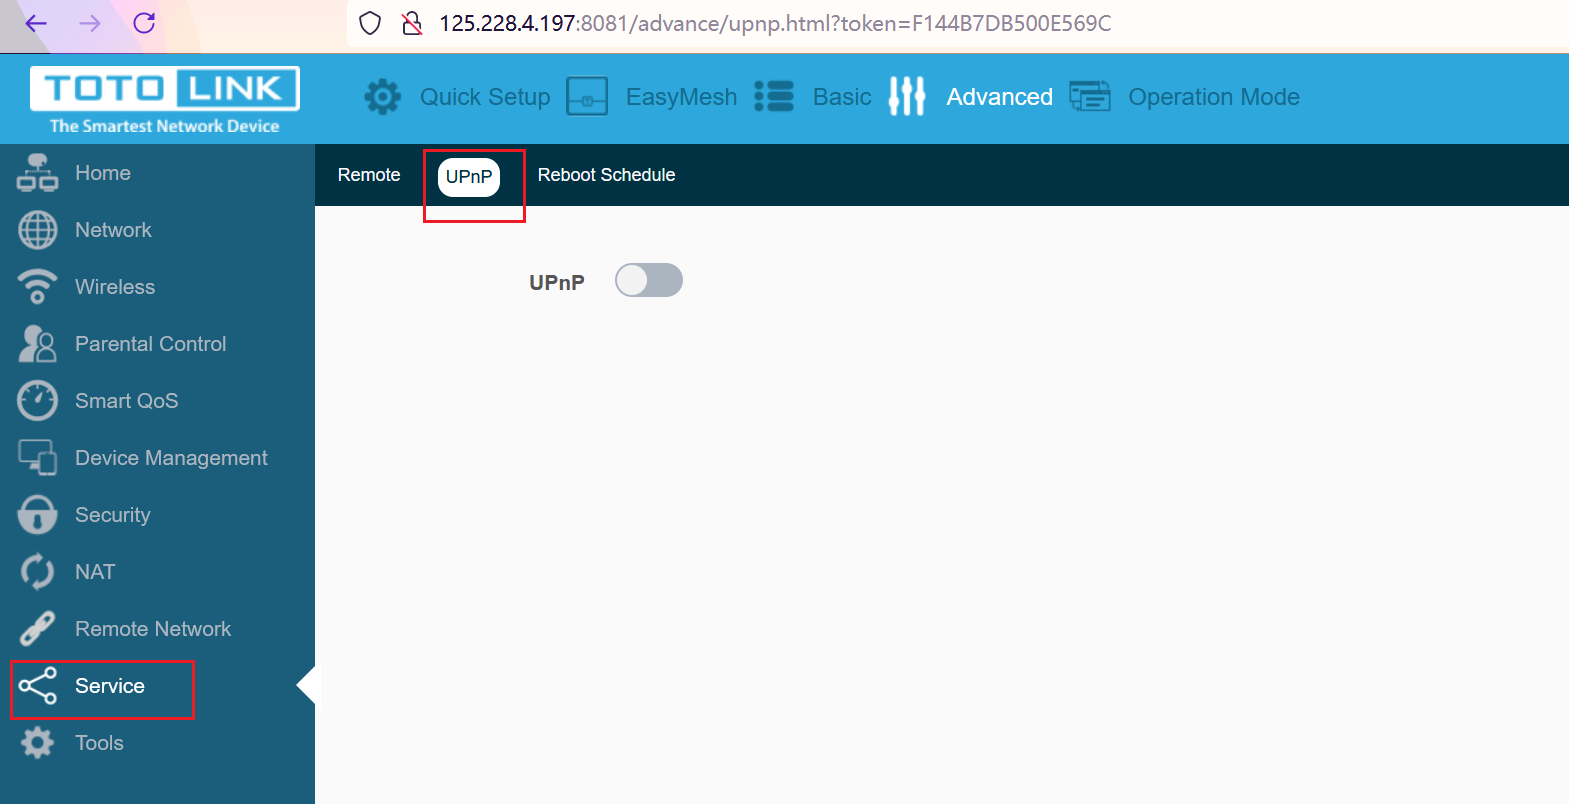 125.228.4.197:8081/advance/upnp.html?token=F144B7DB500E569C
TOTO LINK
The Smartest Network Device
Quick Setup
EasyMesh
Basic
Advanced
Operation Mode
Home
Network
Wireless
Parental Control
Smart QoS
Device Management
Security
NAT
Remote Network
Service
Tools
Remote
UPnP
Reboot Schedule
UPnP